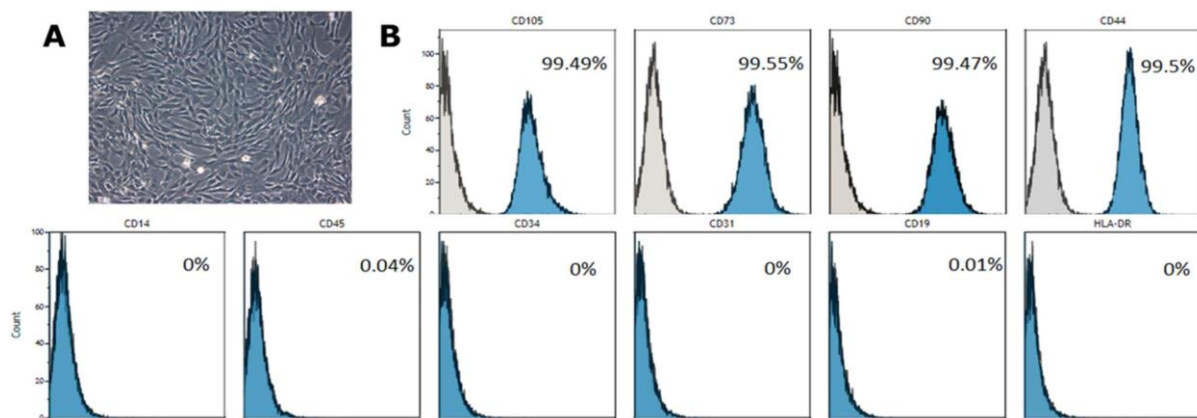 A
B
CD105
CD73
CD90
CD44
99.49%
99.55%
99.47%
99.5%
Count
100
80
60
40
20
0
CD14
CD45
CD34
CD31
CD19
HLA-DR
0%
0.04%
0%
0%
0.01%
0%
Count
100
80
60
40
20
0